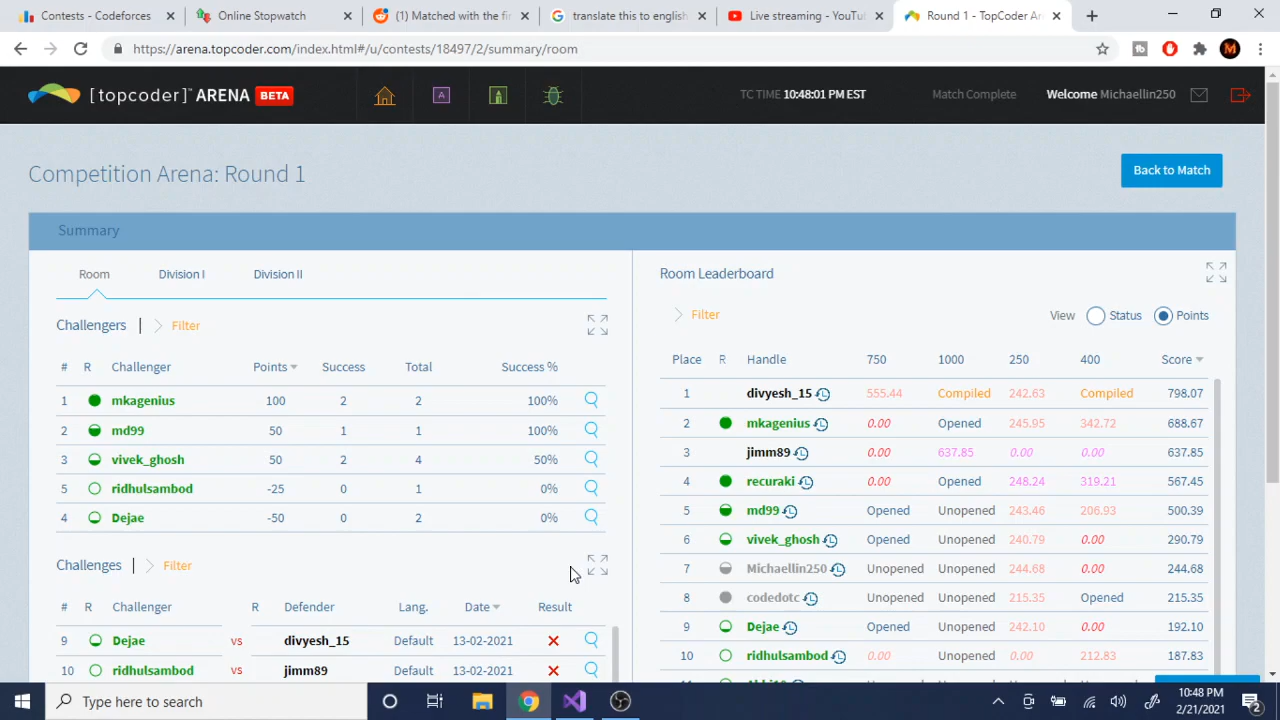 Contests - Codeforces
Online Stopwatch
(1) Matched with the fir
translate this to english
Live streaming - YouTu
Round 1 - TopCoder Ar
https://arena.topcoder.com/index.html#/u/contests/18497/2/summary/room
[topcoder]™ ARENA BETA
TC TIME 10:48:01 PM EST
Match Complete
Welcome Michaellin250
Competition Arena: Round 1
Back to Match
Summary
Room Division I Division II
Challengers | Filter
# R Challenger Points Success Total Success %
1 mkagenius 100 2 2 100%
2 md99 50 1 1 100%
3 vivek_ghosh 50 2 4 50%
5 ridhulsambod -25 0 1 0%
4 Dejae -50 0 2 0%
Challenges | Filter
# R Challenger R Defender Lang. Date Result
9 Dejae vs divyesh_15 Default 13-02-2021
10 ridhulsambod vs jimm89 Default 13-02-2021
Room Leaderboard
Filter
View Status Points
Place R Handle 750 1000 250 400 Score
1 divyesh_15 555.44 Compiled 242.63 Compiled 798.07
2 mkagenius 0.00 Opened 245.95 342.72 688.67
3 jimm89 0.00 637.85 0.00 0.00 637.85
4 recuraki 0.00 Opened 248.24 319.21 567.45
5 md99 Opened Unopened 243.46 206.93 500.39
6 vivek_ghosh Opened Unopened 240.79 0.00 290.79
7 Michaellin250 Unopened Unopened 244.68 0.00 244.68
8 codedotc Unopened Unopened 215.35 Opened 215.35
9 Dejae Opened Unopened 242.10 0.00 192.10
10 ridhulsambod 0.00 Unopened 0.00 212.83 187.83
Type here to search
10:48 PM
2/21/2021
2